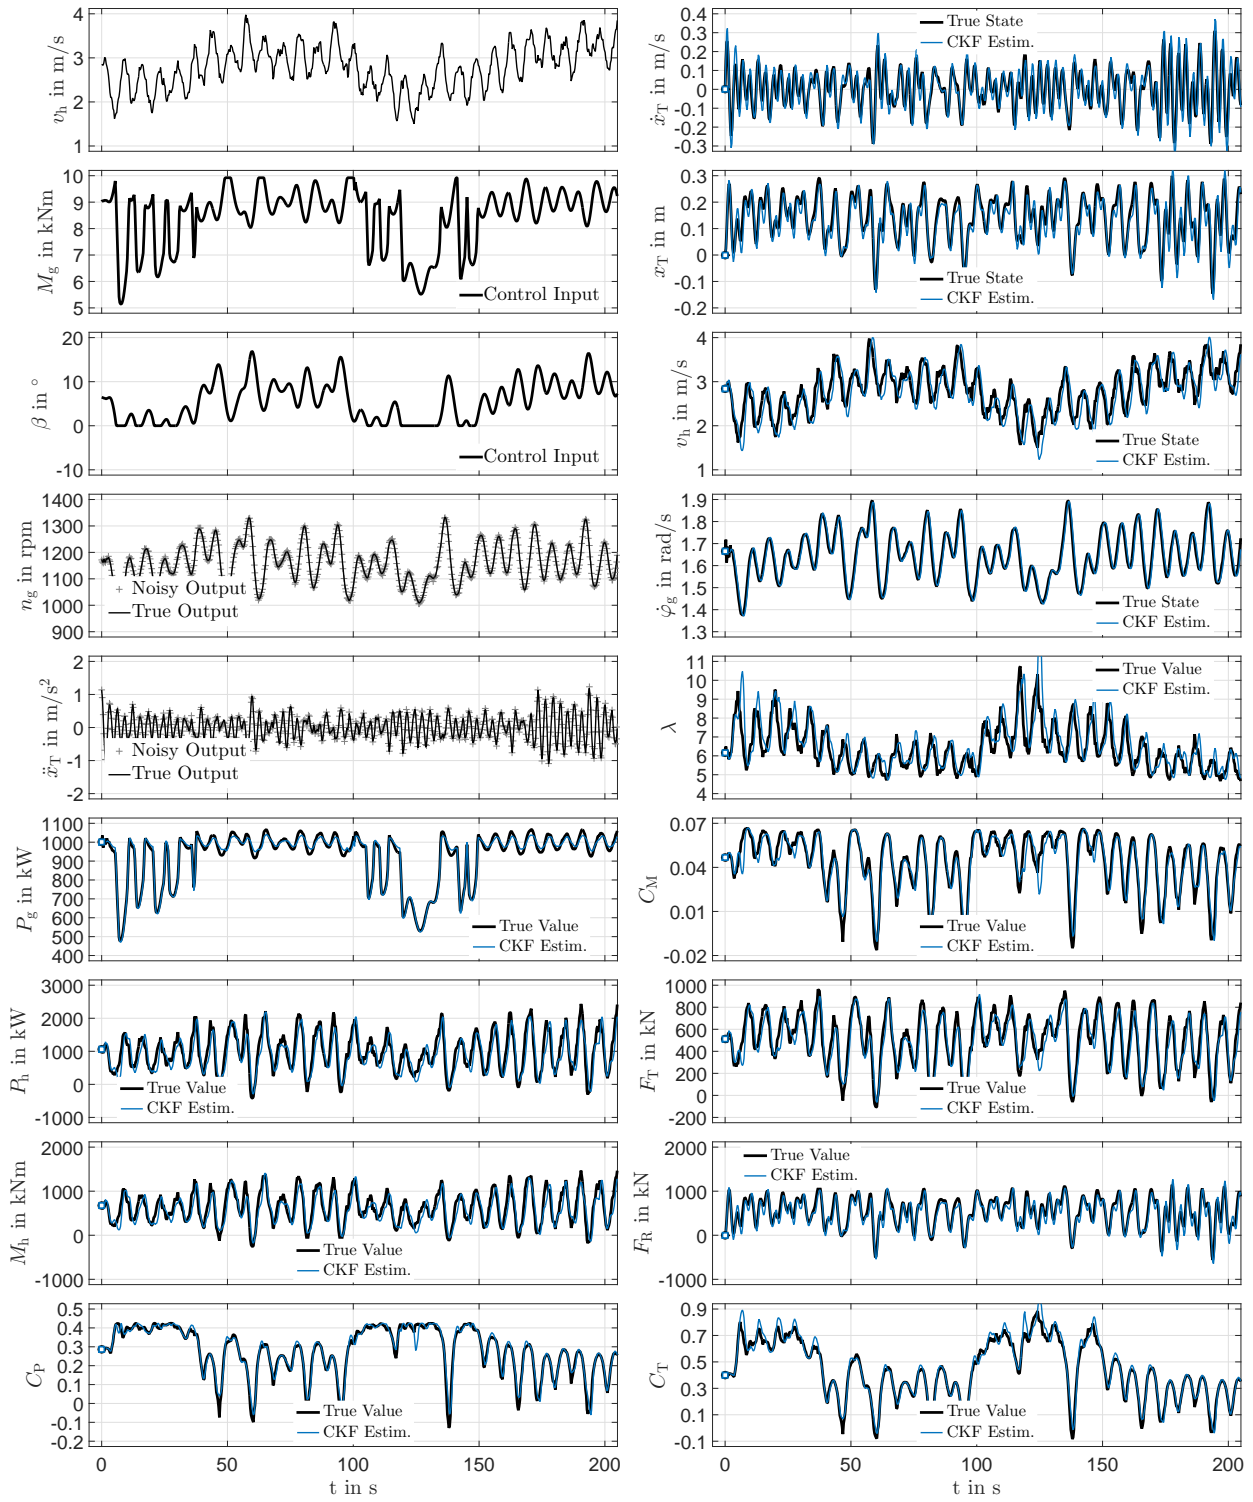 4
3
2
1
v_h in m/s
0.4
0.3
0.2
0.1
0
-0.1
-0.2
-0.3
ẋ_T in m/s
True State
CKF Estim.
10
9
8
7
6
5
M_g in kNm
Control Input
0.3
0.2
0.1
0
-0.1
-0.2
x_T in m
True State
CKF Estim.
20
10
0
-10
β in °
Control Input
4
3
2
1
v_h in m/s
True State
CKF Estim.
1400
1300
1200
1100
1000
900
n_g in rpm
Noisy Output
True Output
1.9
1.8
1.7
1.6
1.5
1.4
1.3
φ̇_g in rad/s
True State
CKF Estim.
2
1
0
-1
-2
ẍ_T in m/s²
Noisy Output
True Output
11
10
9
8
7
6
5
4
λ
True Value
CKF Estim.
1100
1000
900
800
700
600
500
400
P_g in kW
True Value
CKF Estim.
0.07
0.04
0.01
-0.02
C_M
True Value
CKF Estim.
3000
2000
1000
0
-1000
P_h in kW
True Value
CKF Estim.
1000
800
600
400
200
0
-200
F_T in kN
True Value
CKF Estim.
2000
1000
0
-1000
M_h in kNm
True Value
CKF Estim.
2000
1000
0
-1000
F_R in kN
True Value
CKF Estim.
0.5
0.4
0.3
0.2
0.1
0
-0.1
-0.2
C_P
True Value
CKF Estim.
0 50 100 150 200
t in s
0.9
0.7
0.5
0.3
0.1
-0.1
C_T
True Value
CKF Estim.
0 50 100 150 200
t in s